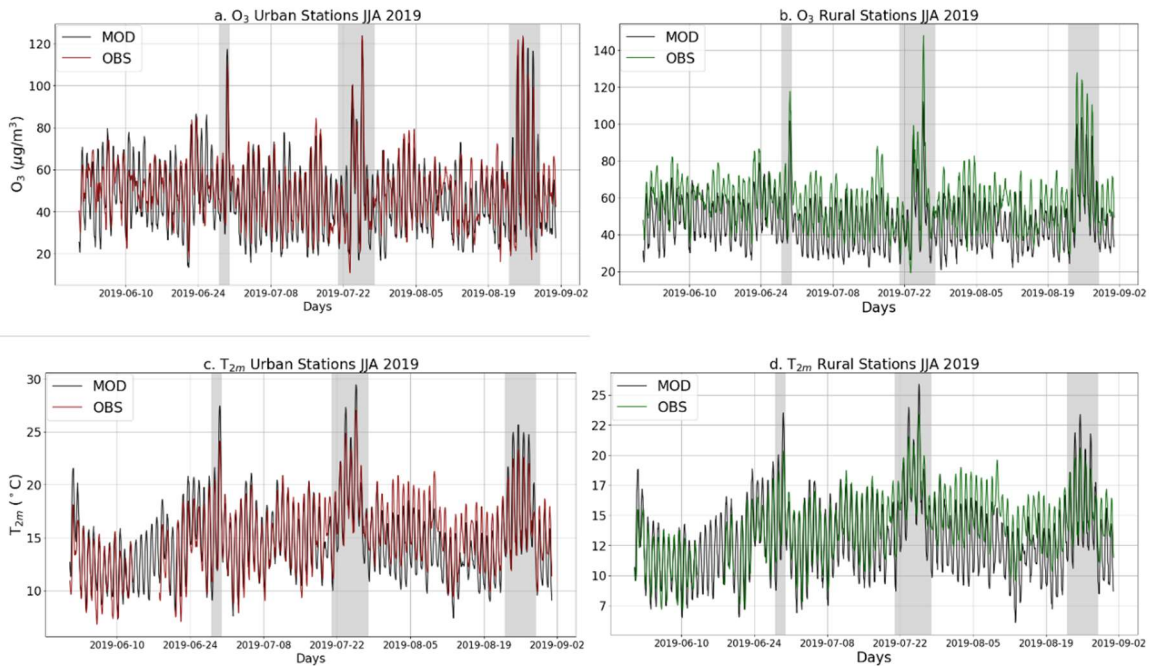 a. O₃ Urban Stations JJA 2019
MOD
OBS
120
100
80
60
40
20
O₃ (μg/m³)
2019-06-10 2019-06-24 2019-07-08 2019-07-22 2019-08-05 2019-08-19 2019-09-02
Days
b. O₃ Rural Stations JJA 2019
MOD
OBS
140
120
100
80
60
40
20
2019-06-10 2019-06-24 2019-07-08 2019-07-22 2019-08-05 2019-08-19 2019-09-02
Days
c. T₂ₘ Urban Stations JJA 2019
MOD
OBS
30
25
20
15
10
T₂ₘ (°C)
2019-06-10 2019-06-24 2019-07-08 2019-07-22 2019-08-05 2019-08-19 2019-09-02
Days
d. T₂ₘ Rural Stations JJA 2019
MOD
OBS
25
22
20
17
15
12
10
7
2019-06-10 2019-06-24 2019-07-08 2019-07-22 2019-08-05 2019-08-19 2019-09-02
Days